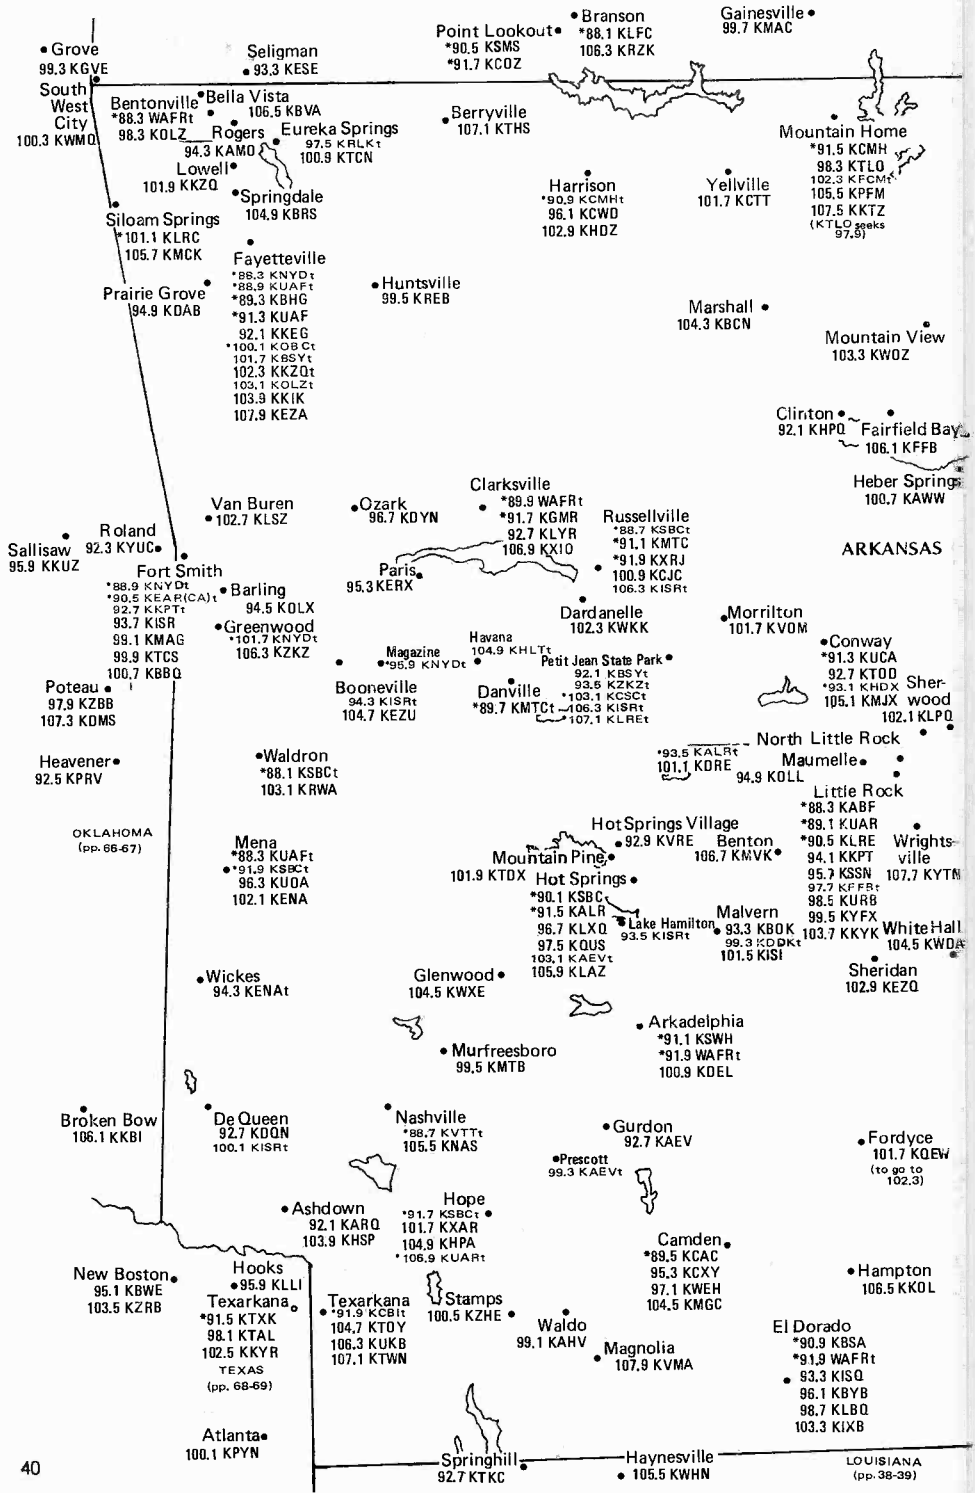 Grove
99.3 KGVE
Seligman
93.3 KESE
Point Lookout
*90.5 KSMS
*91.7 KCOZ
Branson
*88.1 KLFC
106.3 KRZK
Gainesville
99.7 KMAC
South
West
City
100.3 KWMQ
Bentonville
*88.3 WAFRt
98.3 KOLZ
Bella Vista
106.5 KBVA
Rogers
94.3 KAMO
Eureka Springs
97.5 KRLKt
100.9 KTCN
Berryville
107.1 KTHS
Mountain Home
*91.5 KCMH
98.3 KTLO
102.3 KFCMt
105.5 KPFM
107.5 KKTZ
(KTLO seeks
97.9)
Lowell
101.9 KKZQ
Springdale
104.9 KBRS
Harrison
*90.9 KCMHt
96.1 KCWD
102.9 KHOZ
Yellville
101.7 KCTT
Siloam Springs
*101.1 KLRC
105.7 KMCK
Fayetteville
*88.3 KNYDt
*88.9 KUAFt
*89.3 KBHG
*91.3 KUAF
92.1 KKEG
*100.1 KOBCt
101.7 KBSYt
102.3 KKZQt
103.1 KOLZt
103.9 KKIK
107.9 KEZA
Prairie Grove
94.9 KDAB
Huntsville
99.5 KREB
Marshall
104.3 KBCN
Mountain View
103.3 KWOZ
Clinton
92.1 KHPQ
Fairfield Bay
106.1 KFFB
Heber Springs
100.7 KAWW
Van Buren
102.7 KLSZ
Ozark
96.7 KDYN
Clarksville
*89.9 WAFRt
*91.7 KGMR
92.7 KLYR
106.9 KXIO
Russellville
*88.7 KSBCt
*91.1 KMTC
*91.9 KXRJ
100.9 KCJC
106.3 KISRt
ARKANSAS
Roland
92.3 KYUC
Sallisaw
95.9 KKUZ
Fort Smith
*88.9 KNYDt
*90.5 KEAR(CA)t
92.7 KKPTt
93.7 KISR
99.1 KMAG
99.9 KTCS
100.7 KBBQ
Barling
94.5 KOLX
Greenwood
*101.7 KNYDt
106.3 KZKZ
Paris
95.3 KERX
Dardanelle
102.3 KWKK
Morrilton
101.7 KVOM
Conway
*91.3 KUCA
92.7 KTOD
*93.1 KHDX
105.1 KMJX
Sher-
wood
102.1 KLPQ
Magazine
*95.9 KNYDt
Havana
104.9 KHLTt
Petit Jean State Park
92.1 KBSYt
93.5 KZKZt
*103.1 KCSCt
106.3 KISRt
107.1 KLREt
Booneville
94.3 KISRt
104.7 KEZU
Danville
*89.7 KMTCt
Poteau
97.9 KZBB
107.3 KDMS
Heavener
92.5 KPRV
Waldron
*88.1 KSBCt
103.1 KRWA
North Little Rock
*93.5 KALRt
101.1 KDRE
Maumelle
94.9 KOLL
Little Rock
*88.3 KABF
*89.1 KUAR
*90.5 KLRE
94.1 KKPT
95.7 KSSN
97.7 KFFBt
98.5 KURB
99.5 KYFX
103.7 KKYK
Wrights-
ville
107.7 KYTN
OKLAHOMA
(pp. 66-67)
Mena
*88.3 KUAFt
*91.9 KSBCt
96.3 KUOA
102.1 KENA
Hot Springs Village
92.9 KVRE
Benton
106.7 KMVK
Mountain Pine
101.9 KTDX
Hot Springs
*90.1 KSBC
*91.5 KALR
96.7 KLXQ
97.5 KQUS
103.1 KAEVt
105.9 KLAZ
Lake Hamilton
93.5 KISRt
Malvern
93.3 KBOK
99.3 KDDKt
101.5 KISI
White Hall
104.5 KWDA
Sheridan
102.9 KEZQ
Wickes
94.3 KENAt
Glenwood
104.5 KWXE
Murfreesboro
99.5 KMTB
Arkadelphia
*91.1 KSWH
*91.9 WAFRt
100.9 KDEL
Broken Bow
106.1 KKBI
De Queen
92.7 KDQN
100.1 KISRt
Nashville
*88.7 KVTTt
105.5 KNAS
Gurdon
92.7 KAEV
Fordyce
101.7 KQEW
(to go to
102.3)
Prescott
99.3 KAEVt
Ashdown
92.1 KARQ
103.9 KHSP
Hope
*91.7 KSBCt
101.7 KXAR
104.9 KHPA
*106.9 KUARt
Camden
*89.5 KCAC
95.3 KCXY
97.1 KWEH
104.5 KMGC
Hampton
106.5 KKOL
New Boston
95.1 KBWE
103.5 KZRB
Hooks
95.9 KLLI
Texarkana
*91.5 KTXK
98.1 KTAL
102.5 KKYR
TEXAS
(pp. 68-69)
Texarkana
*91.9 KCBIt
104.7 KTOY
106.3 KUKB
107.1 KTWN
Stamps
100.5 KZHE
Waldo
99.1 KAHV
Magnolia
107.9 KVMA
El Dorado
*90.9 KBSA
*91.9 WAFRt
93.3 KISQ
96.1 KBYB
98.7 KLBQ
103.3 KIXB
Atlanta
100.1 KPYN
Springhill
92.7 KTKC
Haynesville
105.5 KWHN
LOUISIANA
(pp. 38-39)
40